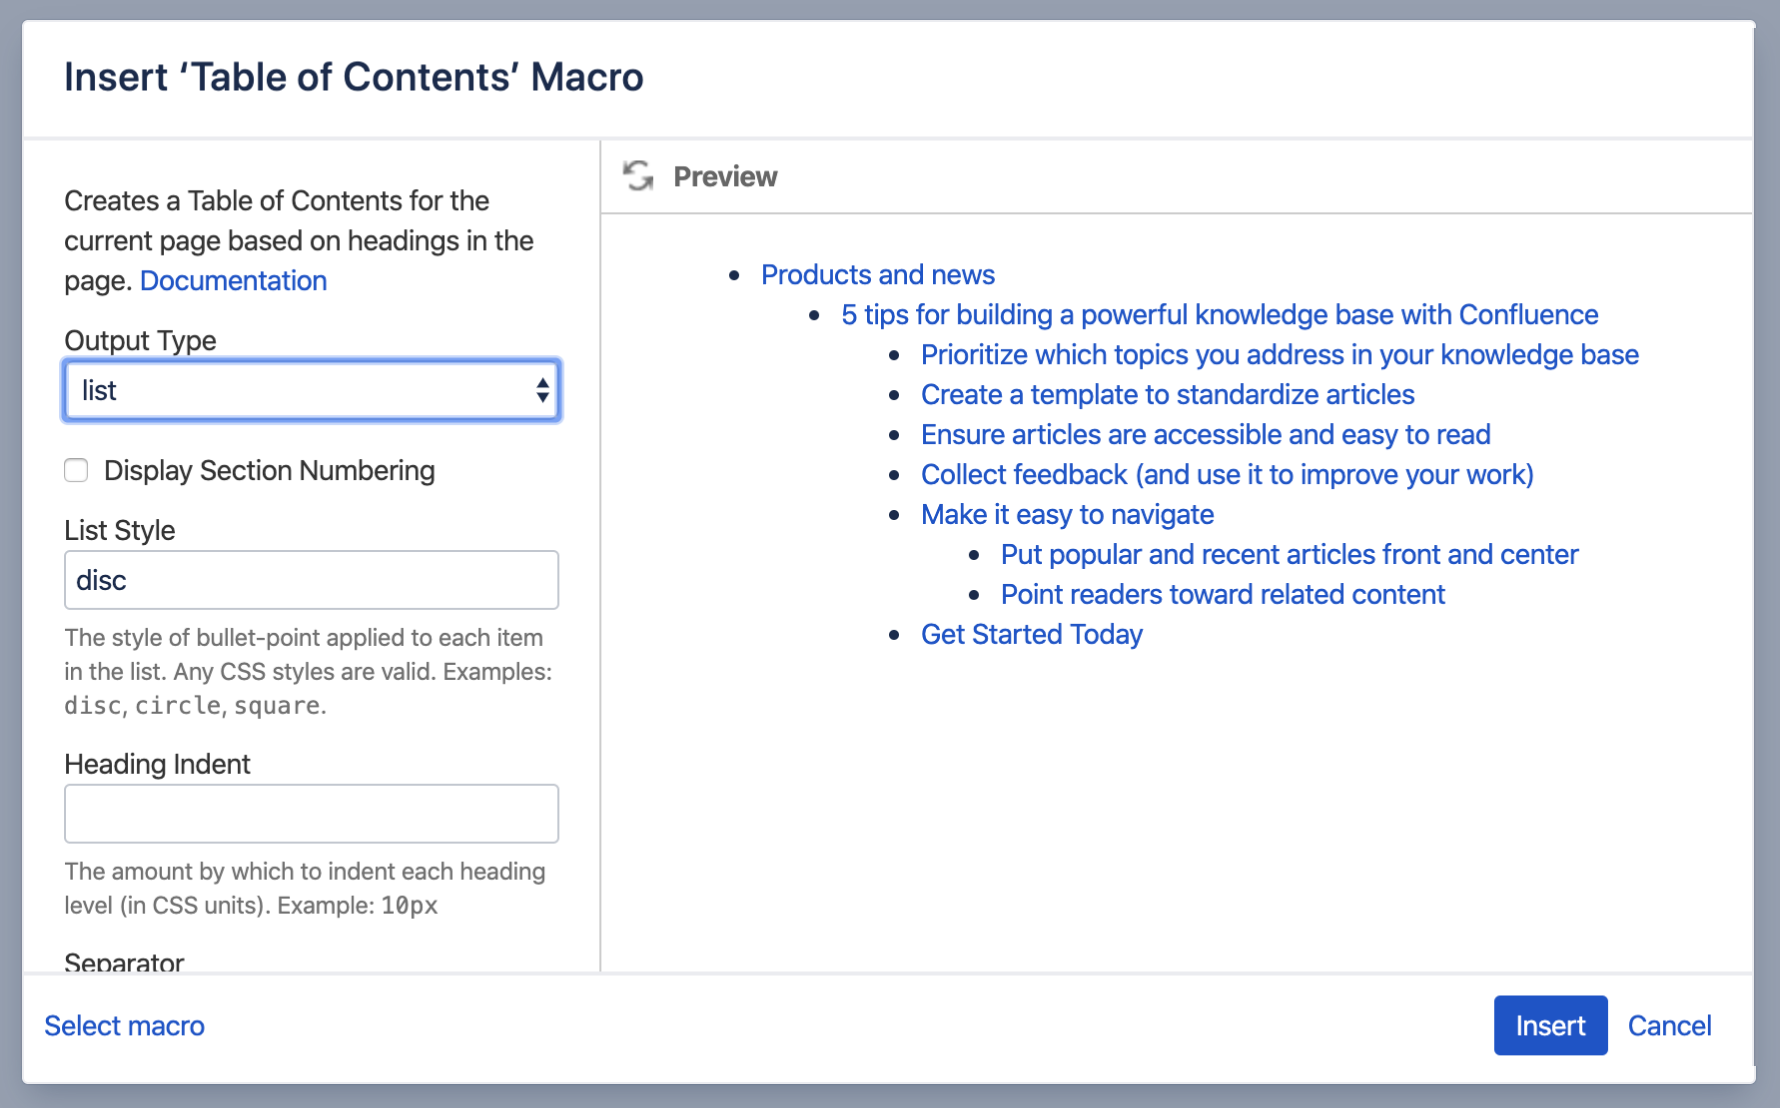 Insert ‘Table of Contents’ Macro
Creates a Table of Contents for the
current page based on headings in the
page. Documentation
Output Type
list
Display Section Numbering
List Style
disc
The style of bullet-point applied to each item
in the list. Any CSS styles are valid. Examples:
disc, circle, square.
Heading Indent
The amount by which to indent each heading
level (in CSS units). Example: 10px
Separator
Preview
Products and news
5 tips for building a powerful knowledge base with Confluence
Prioritize which topics you address in your knowledge base
Create a template to standardize articles
Ensure articles are accessible and easy to read
Collect feedback (and use it to improve your work)
Make it easy to navigate
Put popular and recent articles front and center
Point readers toward related content
Get Started Today
Select macro
Insert
Cancel